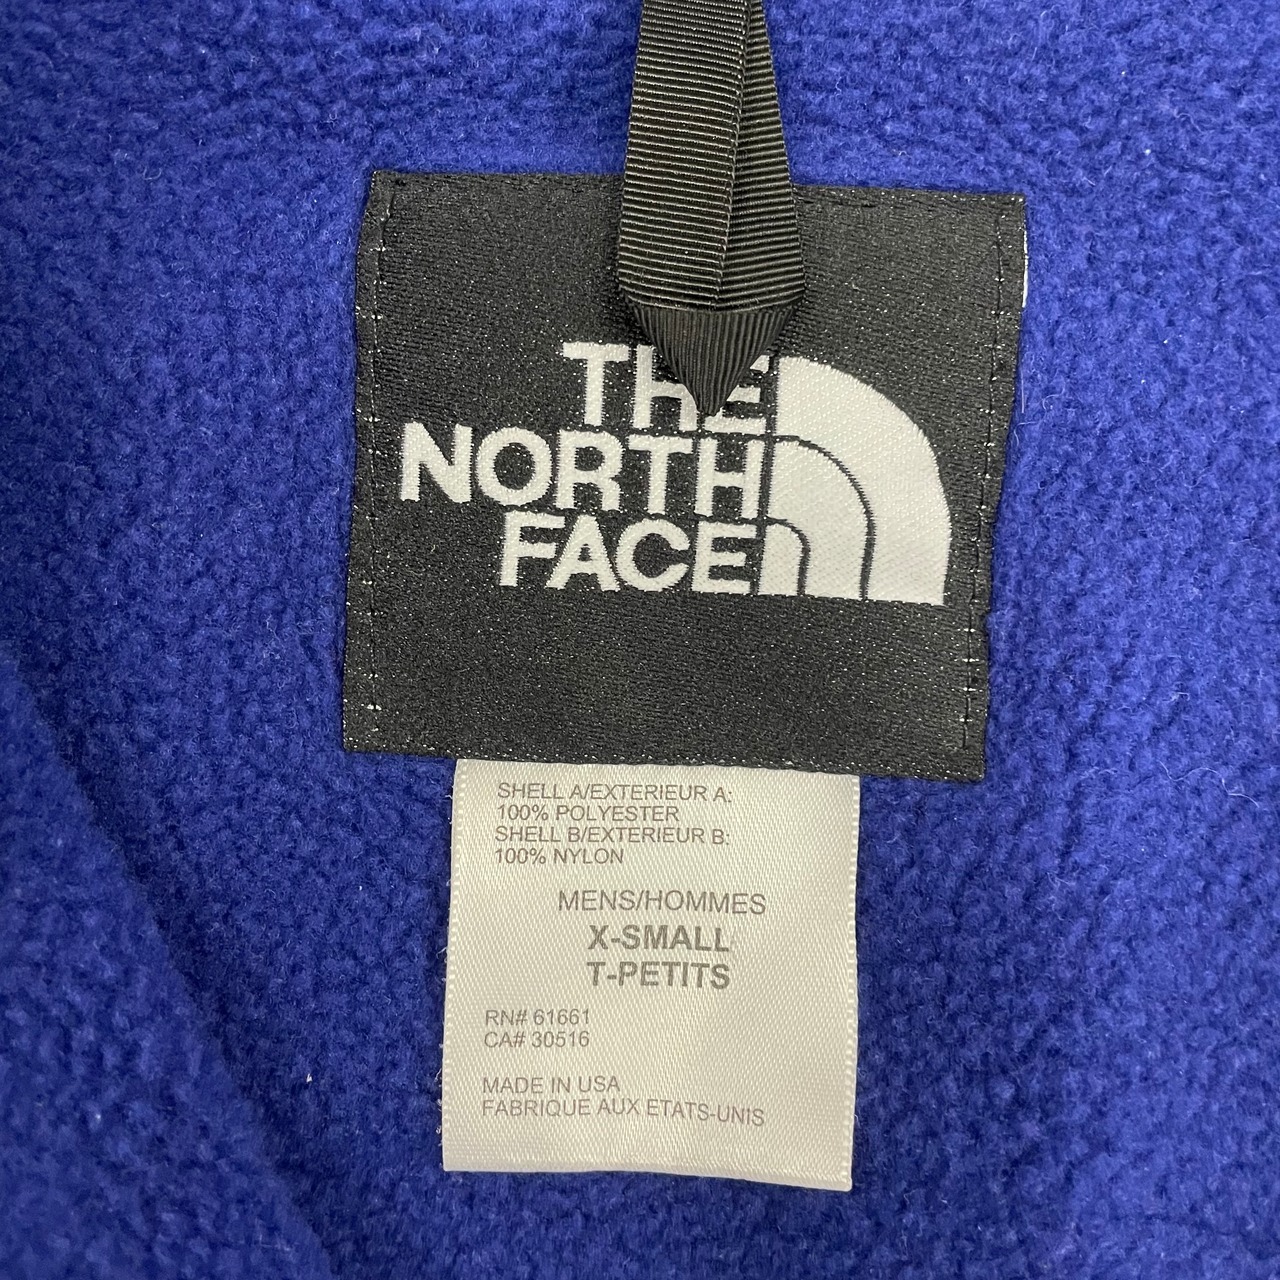 THE
NORTH
FACE
SHELL A/EXTERIEUR A:
100% POLYESTER
SHELL B/EXTERIEUR B:
100% NYLON
MENS/HOMMES
X-SMALL
T-PETITS
RN# 61661
CA# 30516
MADE IN USA
FABRIQUE AUX ETATS-UNIS